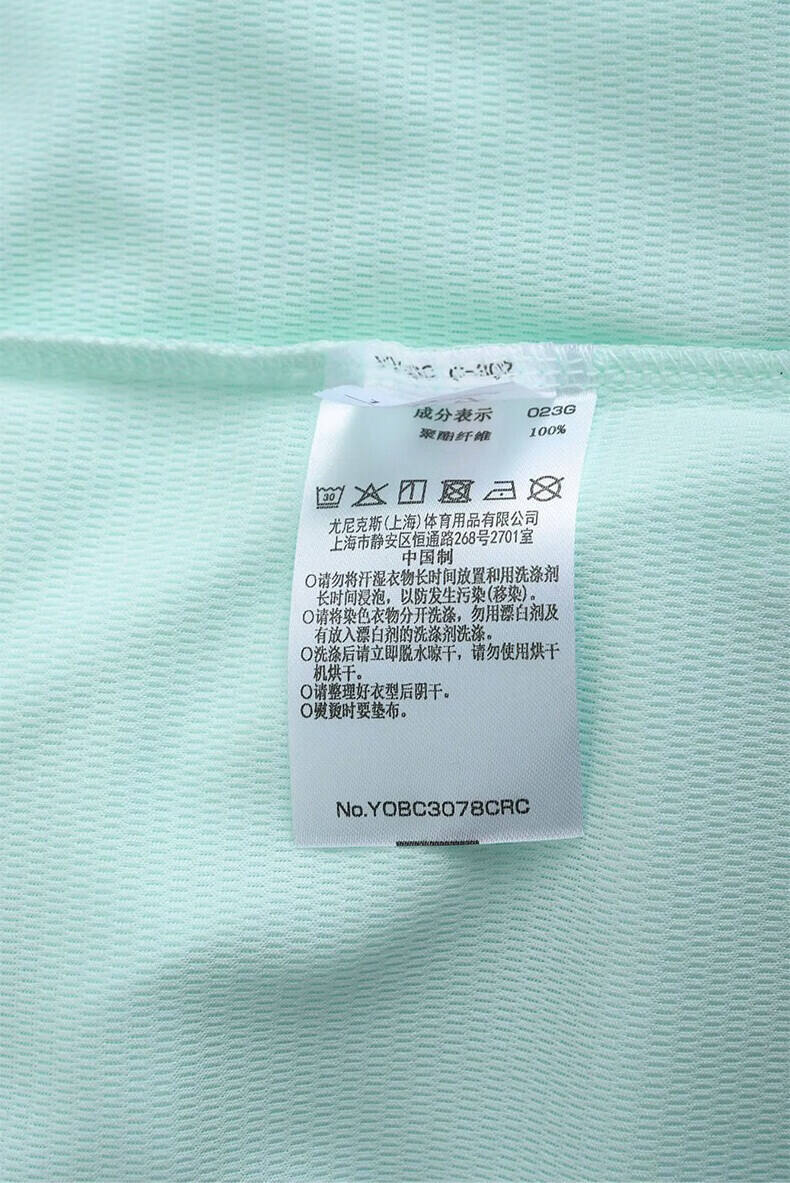 成分表示 023G
聚酯纤维 100%
30
尤尼克斯(上海)体育用品有限公司
上海市静安区恒通路268号2701室
中国制
○请勿将汗湿衣物长时间放置和用洗涤剂
长时间浸泡，以防发生污染(移染)。
○请将染色衣物分开洗涤，勿用漂白剂及
有放入漂白剂的洗涤剂洗涤。
○洗涤后请立即脱水晾干，请勿使用烘干
机烘干。
○请整理好衣型后阴干。
○熨烫时要垫布。
No.YOBC3078CRC